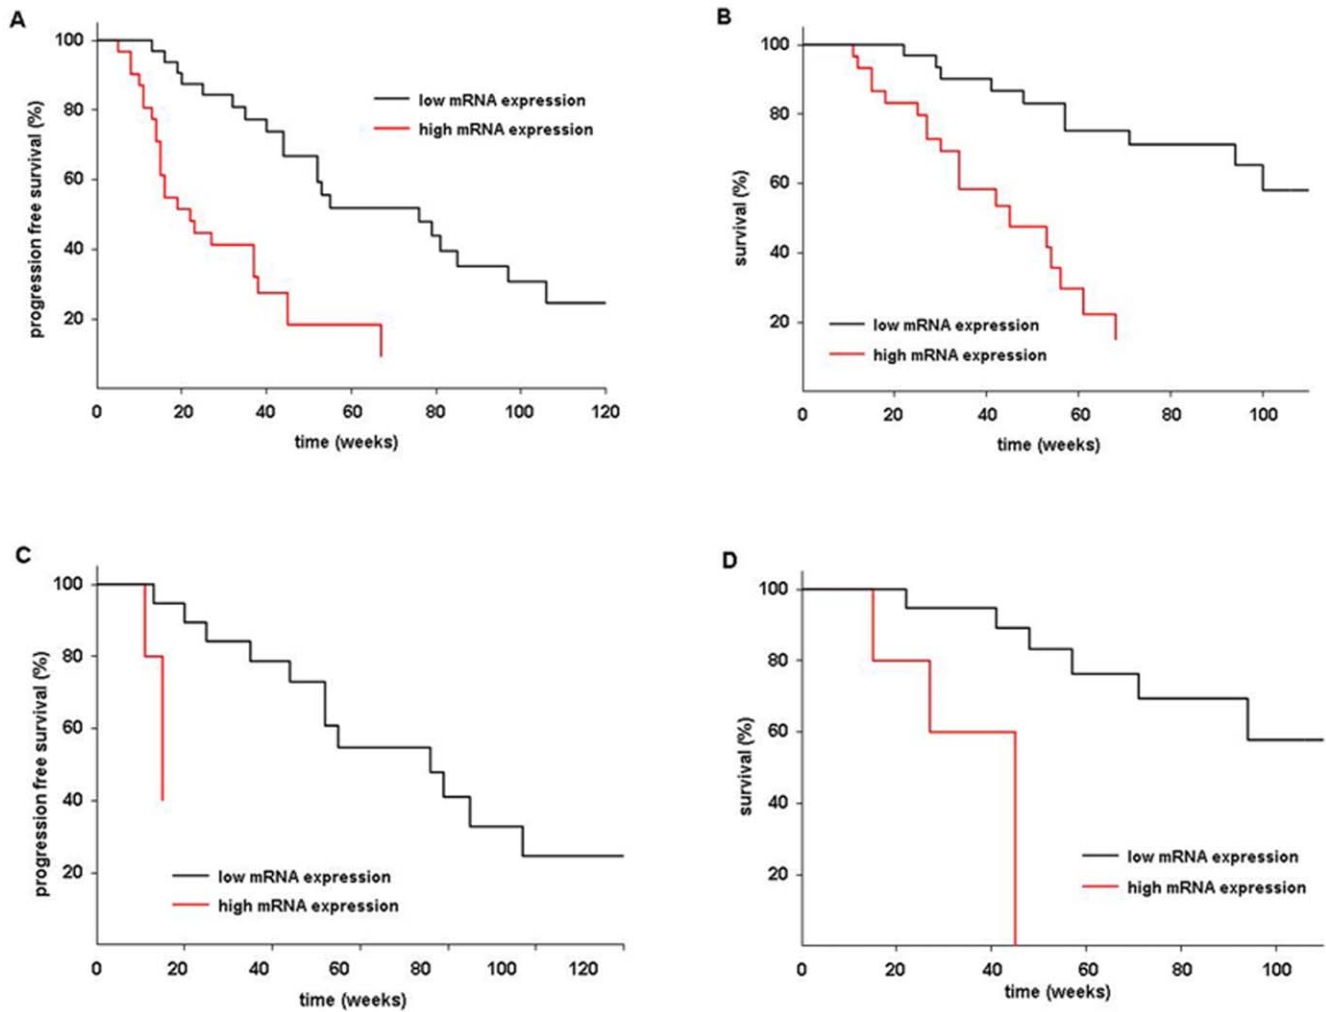 A
progression free survival (%)
100
80
60
40
20
0 20 40 60 80 100 120
time (weeks)
low mRNA expression
high mRNA expression
B
survival (%)
100
80
60
40
20
0 20 40 60 80 100
time (weeks)
low mRNA expression
high mRNA expression
C
progression free survival (%)
100
80
60
40
20
0 20 40 60 80 100 120
time (weeks)
low mRNA expression
high mRNA expression
D
survival (%)
100
80
60
40
20
0 20 40 60 80 100
time (weeks)
low mRNA expression
high mRNA expression